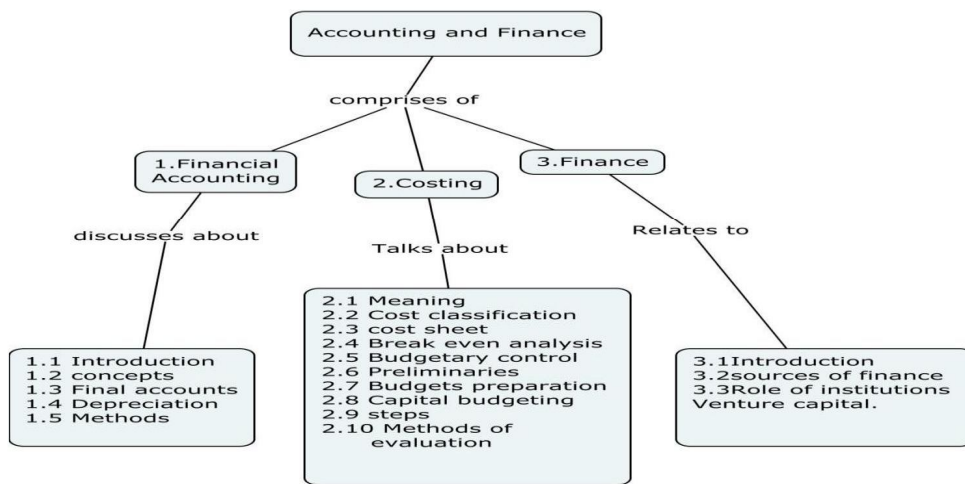 Accounting and Finance
comprises of
1.Financial
Accounting
2.Costing
3.Finance
discusses about
Talks about
Relates to
1.1 Introduction
1.2 concepts
1.3 Final accounts
1.4 Depreciation
1.5 Methods
2.1 Meaning
2.2 Cost classification
2.3 cost sheet
2.4 Break even analysis
2.5 Budgetary control
2.6 Preliminaries
2.7 Budgets preparation
2.8 Capital budgeting
2.9 steps
2.10 Methods of
evaluation
3.1Introduction
3.2sources of finance
3.3Role of institutions
Venture capital.